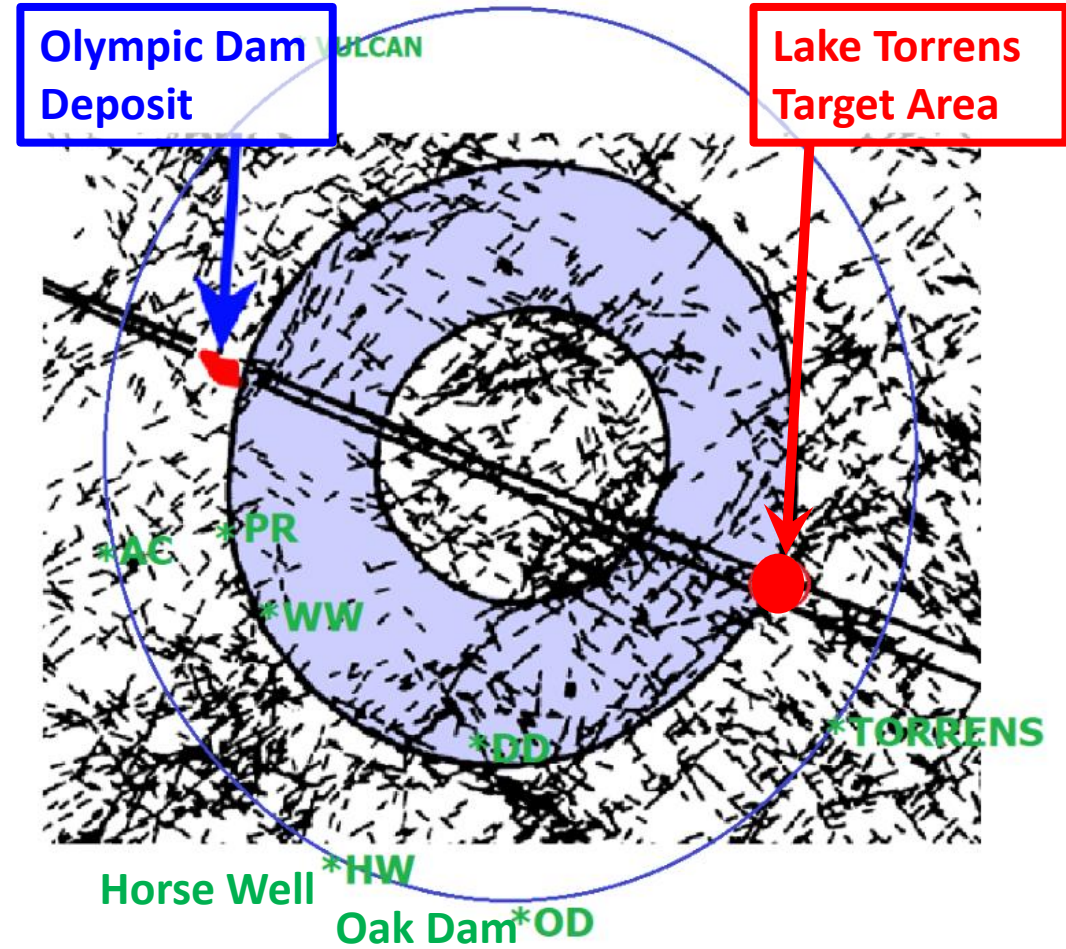 Olympic Dam
Deposit
VULCAN
Lake Torrens
Target Area
*PR
*AC
*WW
*DD
*TORRENS
*HW
Horse Well
Oak Dam *OD